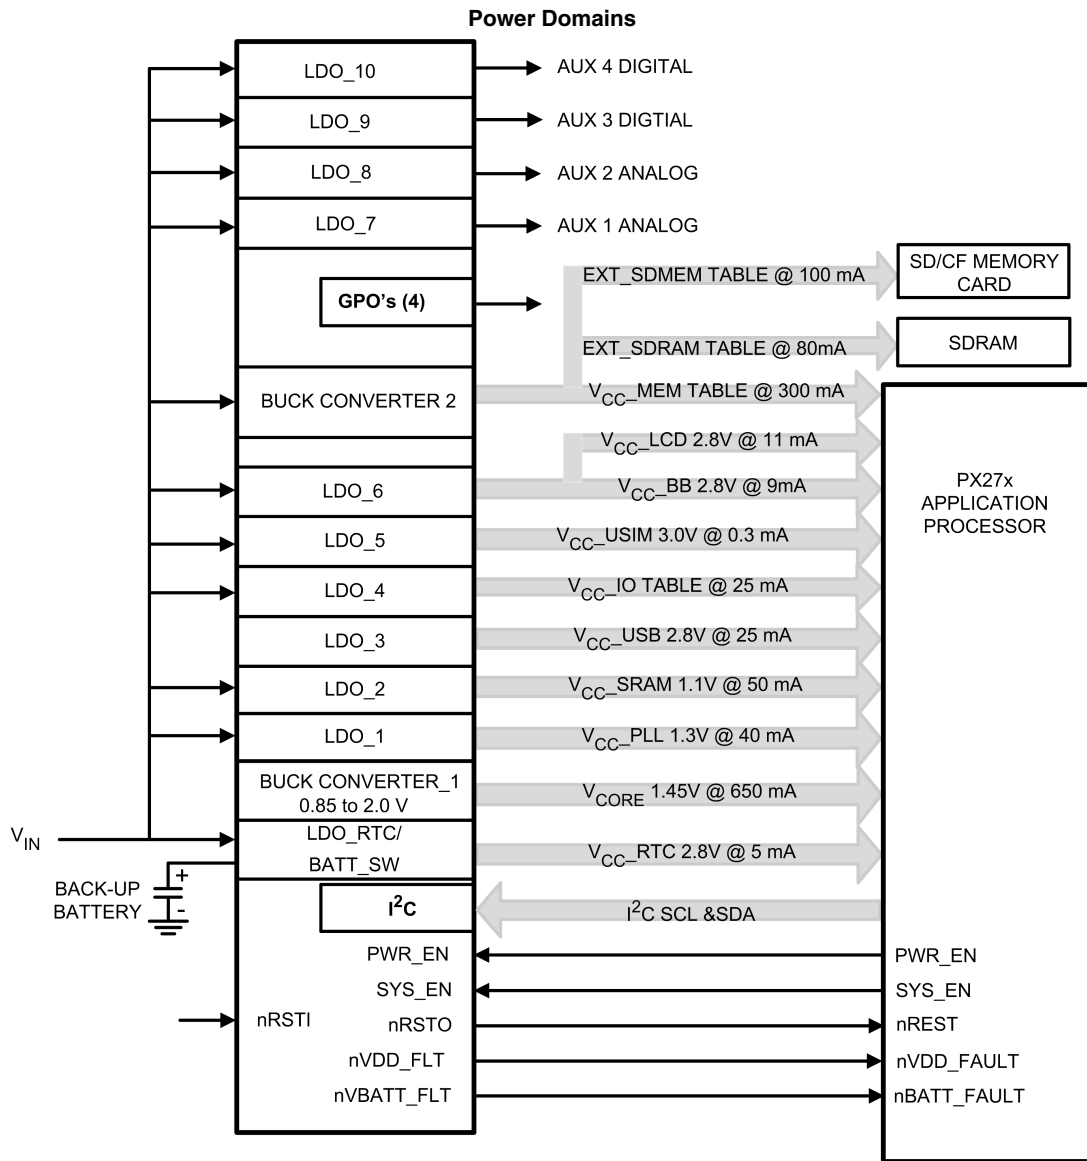 Power Domains
LDO_10
AUX 4 DIGITAL
LDO_9
AUX 3 DIGTIAL
LDO_8
AUX 2 ANALOG
LDO_7
AUX 1 ANALOG
GPO's (4)
EXT_SDMEM TABLE @ 100 mA
SD/CF MEMORY
CARD
EXT_SDRAM TABLE @ 80mA
SDRAM
BUCK CONVERTER 2
VCC_MEM TABLE @ 300 mA
VCC_LCD 2.8V @ 11 mA
LDO_6
VCC_BB 2.8V @ 9mA
PX27x
APPLICATION
PROCESSOR
LDO_5
VCC_USIM 3.0V @ 0.3 mA
LDO_4
VCC_IO TABLE @ 25 mA
LDO_3
VCC_USB 2.8V @ 25 mA
LDO_2
VCC_SRAM 1.1V @ 50 mA
LDO_1
VCC_PLL 1.3V @ 40 mA
BUCK CONVERTER_1
0.85 to 2.0 V
VCORE 1.45V @ 650 mA
VIN
LDO_RTC/
BATT_SW
VCC_RTC 2.8V @ 5 mA
BACK-UP
BATTERY
+
-
I2C
I2C SCL &SDA
PWR_EN
PWR_EN
SYS_EN
SYS_EN
nRSTI
nRSTO
nREST
nVDD_FLT
nVDD_FAULT
nVBATT_FLT
nBATT_FAULT